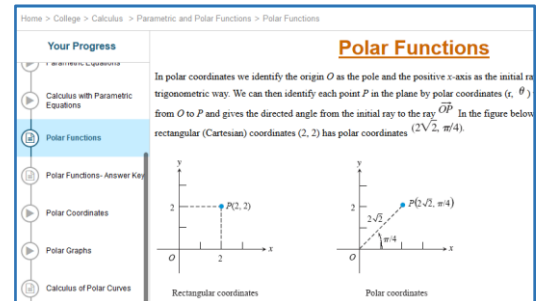 Home > College > Calculus > Parametric and Polar Functions > Polar Functions
Your Progress
Parametric Equations
Calculus with Parametric
Equations
Polar Functions
Polar Functions- Answer Key
Polar Coordinates
Polar Graphs
Calculus of Polar Curves
Polar Functions
In polar coordinates we identify the origin O as the pole and the positive x-axis as the initial ra
trigonometric way. We can then identify each point P in the plane by polar coordinates (r, θ )
from O to P and gives the directed angle from the initial ray to the ray OP In the figure below
rectangular (Cartesian) coordinates (2, 2) has polar coordinates (2√2, π/4).
y
2
P(2, 2)
O
2
x
Rectangular coordinates
y
2
P(2√2, π/4)
2√2
π/4
O
x
Polar coordinates